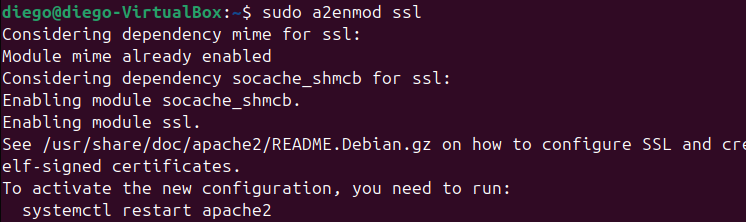 diego@diego-VirtualBox:~$ sudo a2enmod ssl
Considering dependency mime for ssl:
Module mime already enabled
Considering dependency socache_shmcb for ssl:
Enabling module socache_shmcb.
Enabling module ssl.
See /usr/share/doc/apache2/README.Debian.gz on how to configure SSL and cre
elf-signed certificates.
To activate the new configuration, you need to run:
  systemctl restart apache2